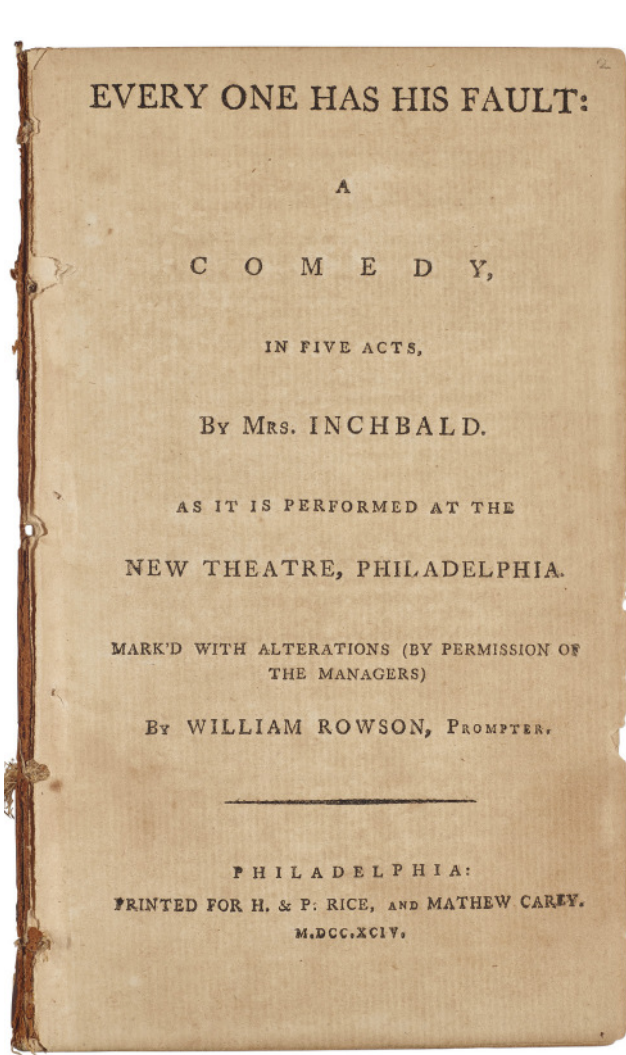 EVERY ONE HAS HIS FAULT:
A
COMEDY,
IN FIVE ACTS,
By Mrs. INCHBALD.
AS IT IS PERFORMED AT THE
NEW THEATRE, PHILADELPHIA.
MARK'D WITH ALTERATIONS (BY PERMISSION OF
THE MANAGERS)
By WILLIAM ROWSON, Prompter.
PHILADELPHIA:
PRINTED FOR H. & P. RICE, AND MATHEW CAREY.
M.DCC.XCIV.